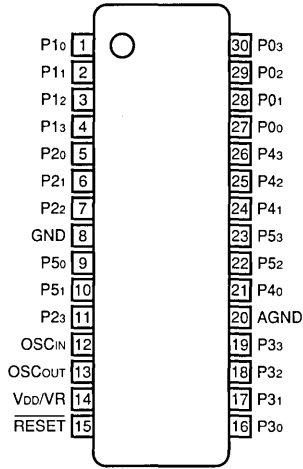 P10 1 30 P03
P11 2 29 P02
P12 3 28 P01
P13 4 27 P00
P20 5 26 P43
P21 6 25 P42
P22 7 24 P41
GND 8 23 P53
P50 9 22 P52
P51 10 21 P40
P23 11 20 AGND
OSCIN 12 19 P33
OSCOUT 13 18 P32
VDD/VR 14 17 P31
RESET 15 16 P30